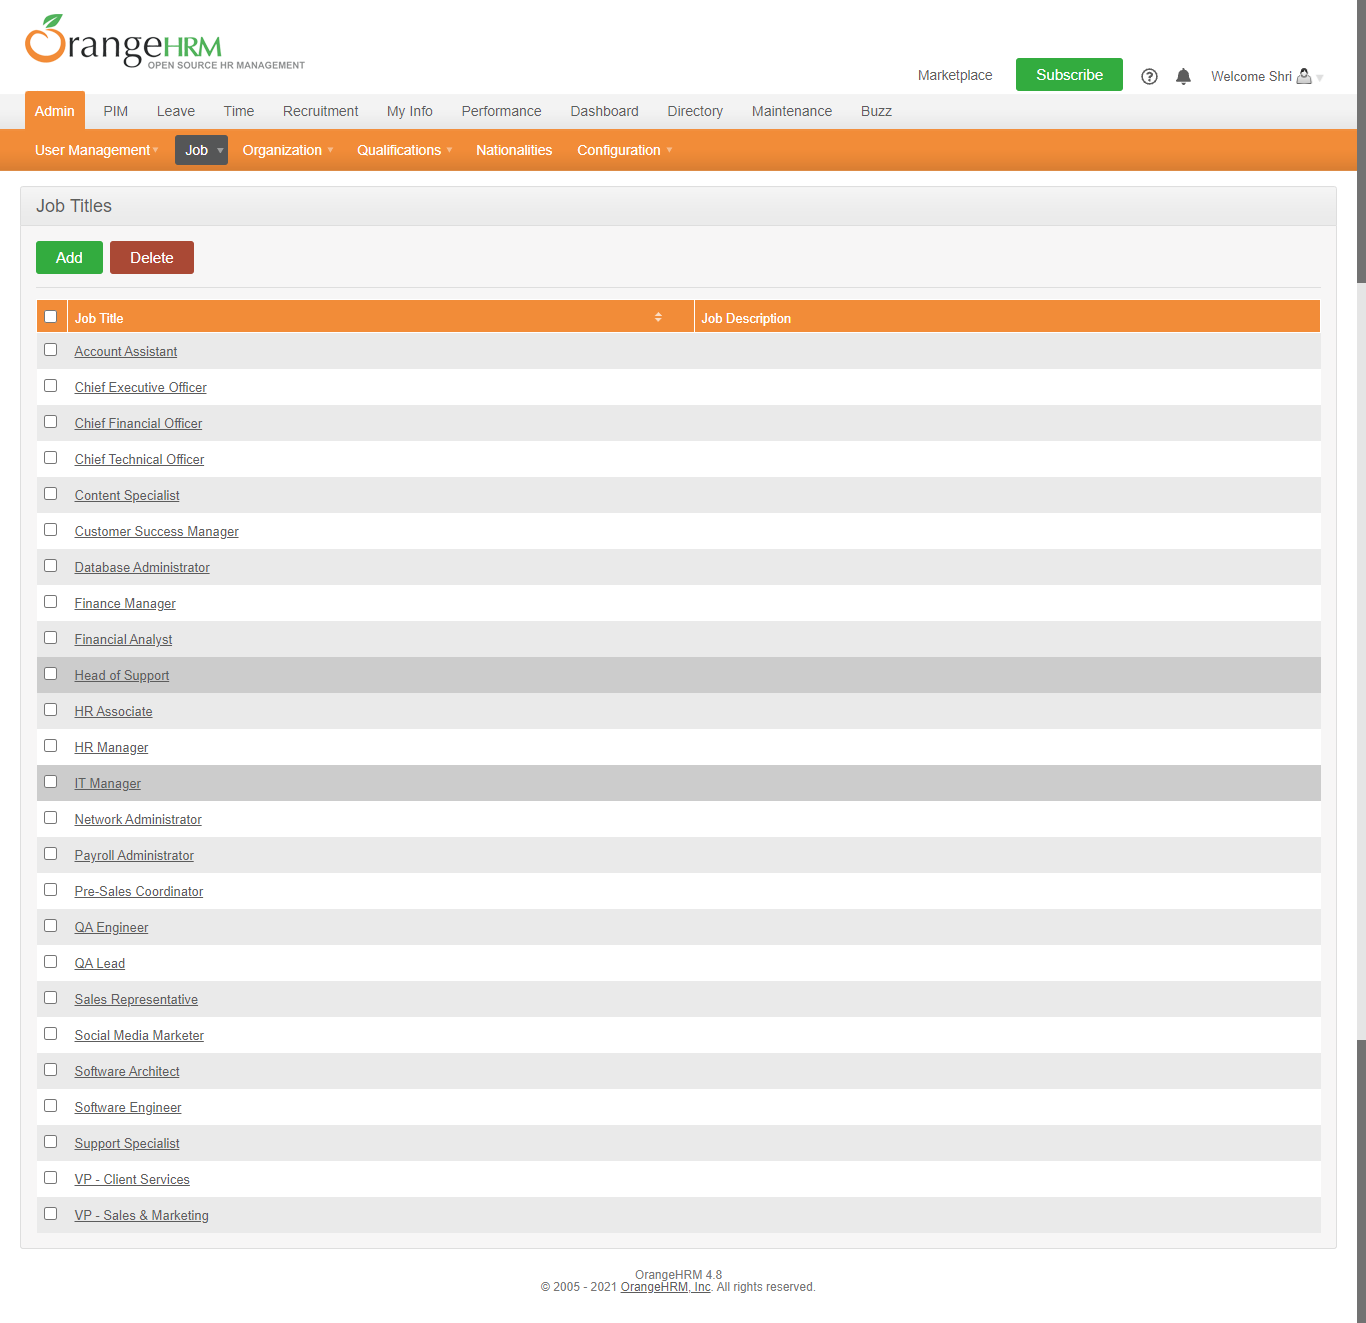 OrangeHRM
OPEN SOURCE HR MANAGEMENT
Marketplace Subscribe Welcome Shri
Admin PIM Leave Time Recruitment My Info Performance Dashboard Directory Maintenance Buzz
User Management Job Organization Qualifications Nationalities Configuration
Job Titles
Add Delete
Job Title Job Description
Account Assistant
Chief Executive Officer
Chief Financial Officer
Chief Technical Officer
Content Specialist
Customer Success Manager
Database Administrator
Finance Manager
Financial Analyst
Head of Support
HR Associate
HR Manager
IT Manager
Network Administrator
Payroll Administrator
Pre-Sales Coordinator
QA Engineer
QA Lead
Sales Representative
Social Media Marketer
Software Architect
Software Engineer
Support Specialist
VP - Client Services
VP - Sales & Marketing
OrangeHRM 4.8
© 2005 - 2021 OrangeHRM, Inc. All rights reserved.